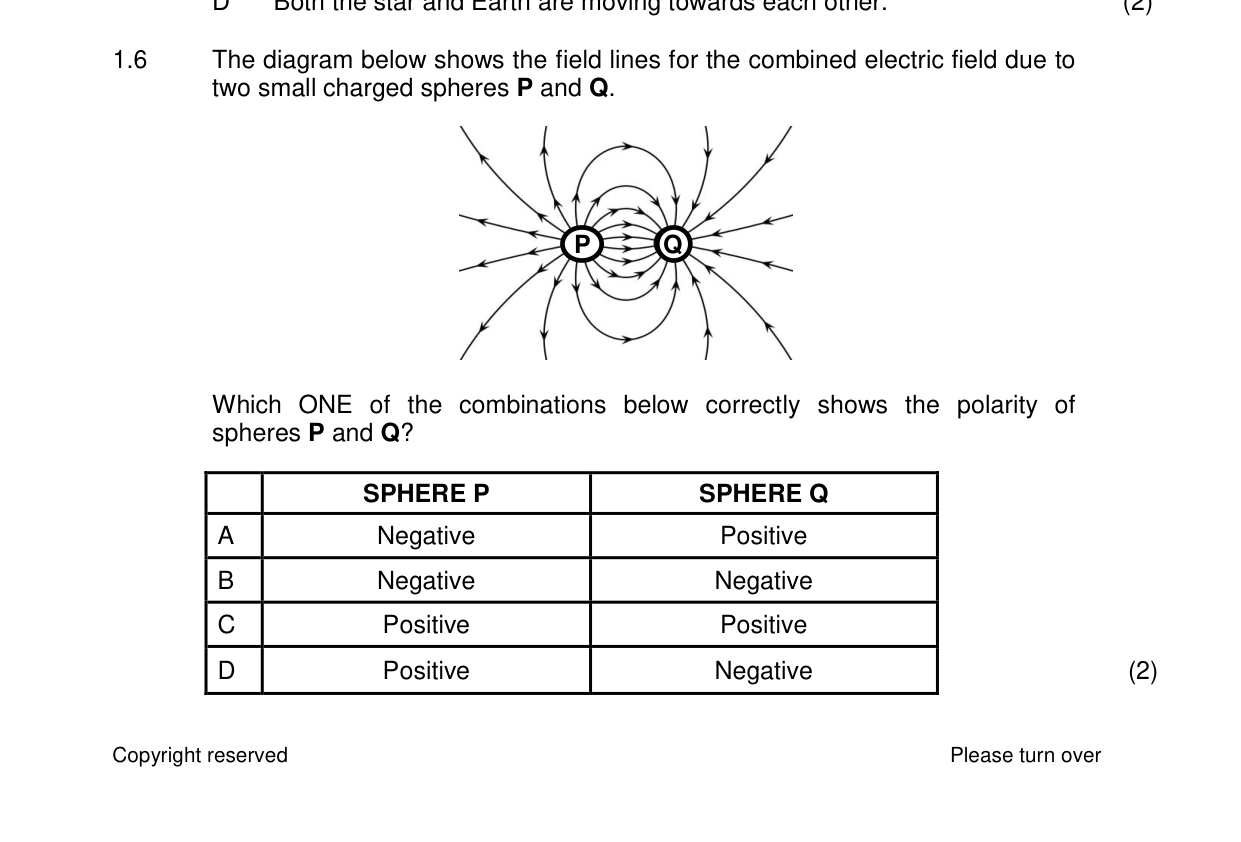 D Both the star and Earth are moving towards each other. (2)
1.6 The diagram below shows the field lines for the combined electric field due to
two small charged spheres P and Q.
P Q
Which ONE of the combinations below correctly shows the polarity of
spheres P and Q?
SPHERE P SPHERE Q
A Negative Positive
B Negative Negative
C Positive Positive
D Positive Negative (2)
Copyright reserved Please turn over